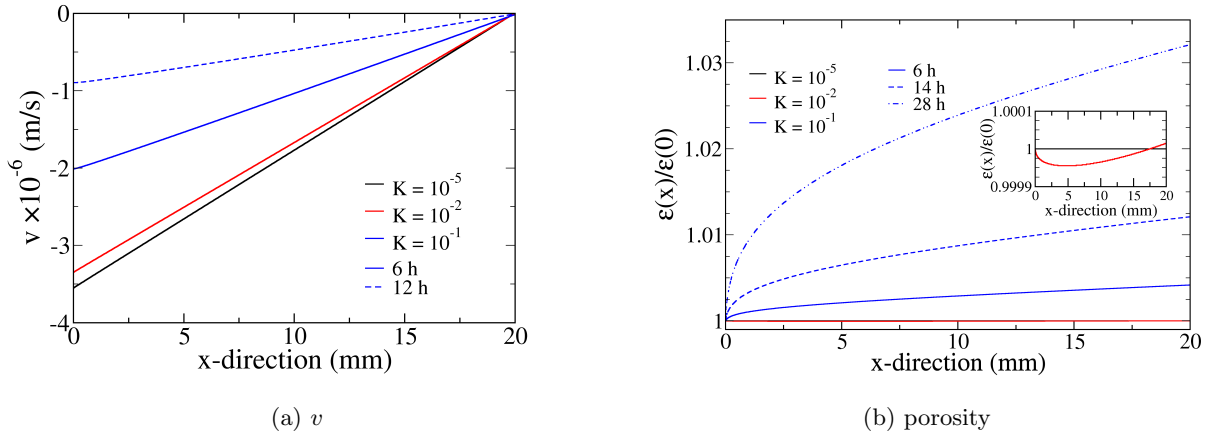 0
-1
-2
-3
-4
0
5
10
15
20
v ×10⁻⁶ (m/s)
x-direction (mm)
K = 10⁻⁵
K = 10⁻²
K = 10⁻¹
6 h
12 h
(a) v
1.03
1.02
1.01
1
0
5
10
15
20
ε(x)/ε(0)
x-direction (mm)
K = 10⁻⁵
K = 10⁻²
K = 10⁻¹
6 h
14 h
28 h
1.0001
1
0.9999
0
5
10
15
20
ε(x)/ε(0)
x-direction (mm)
(b) porosity